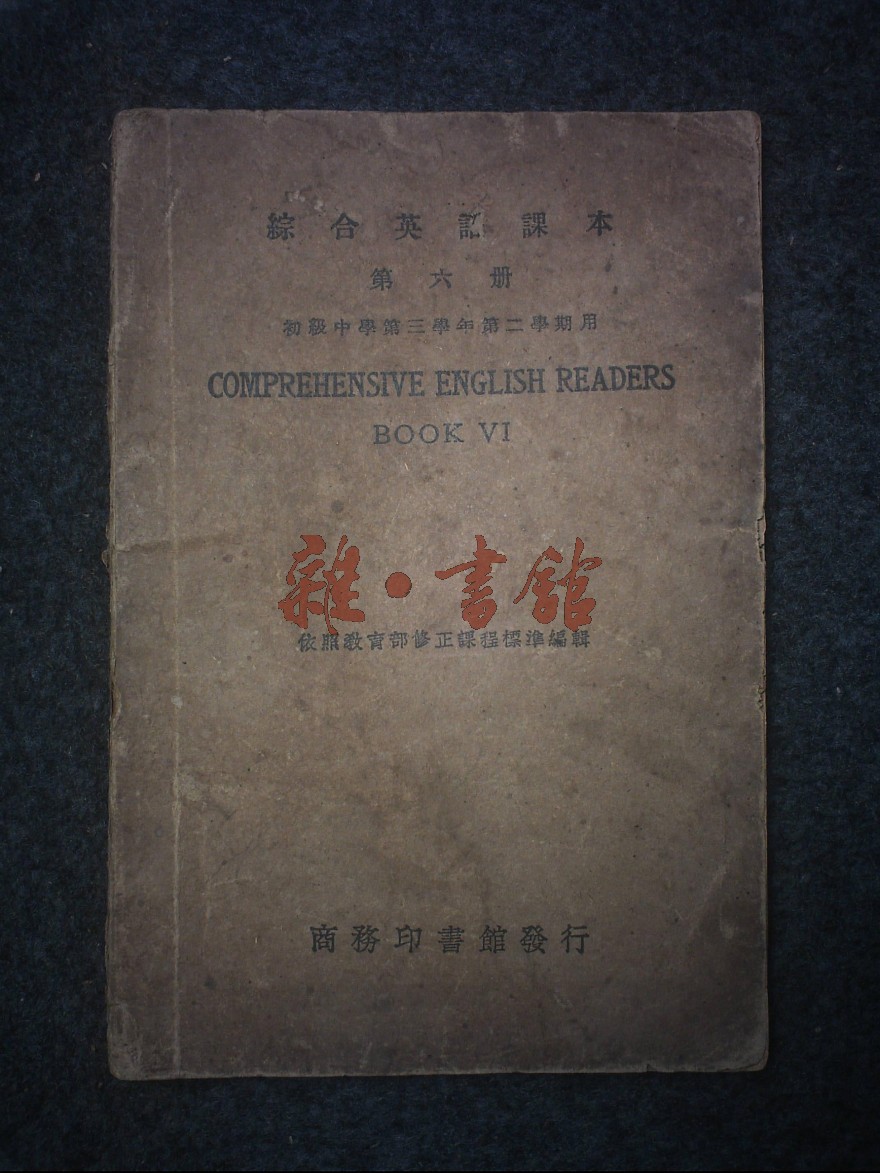 綜合英語課本
第六册
初級中學第三學年第二學期用
COMPREHENSIVE ENGLISH READERS
BOOK VI
雜·書館
依照教育部修正課程標準編輯
商務印書館發行